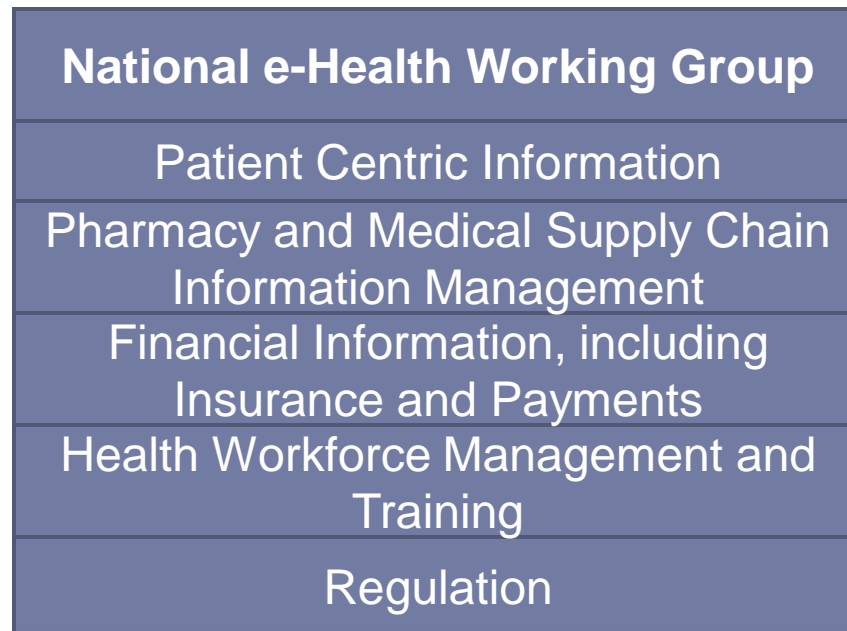 National e-Health Working Group
Patient Centric Information
Pharmacy and Medical Supply Chain
Information Management
Financial Information, including
Insurance and Payments
Health Workforce Management and
Training
Regulation